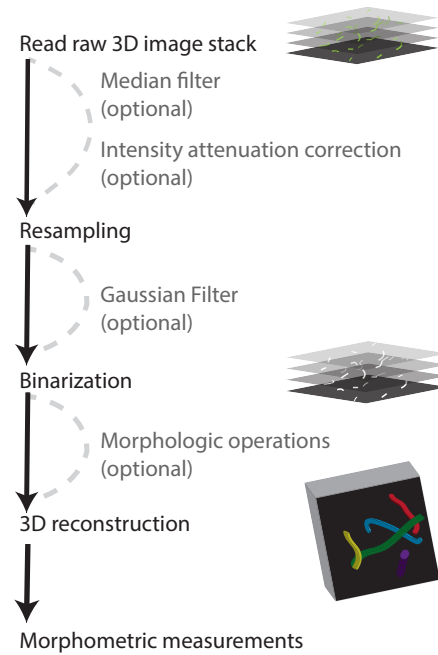 Read raw 3D image stack
Median filter
(optional)
Intensity attenuation correction
(optional)
Resampling
Gaussian Filter
(optional)
Binarization
Morphologic operations
(optional)
3D reconstruction
Morphometric measurements